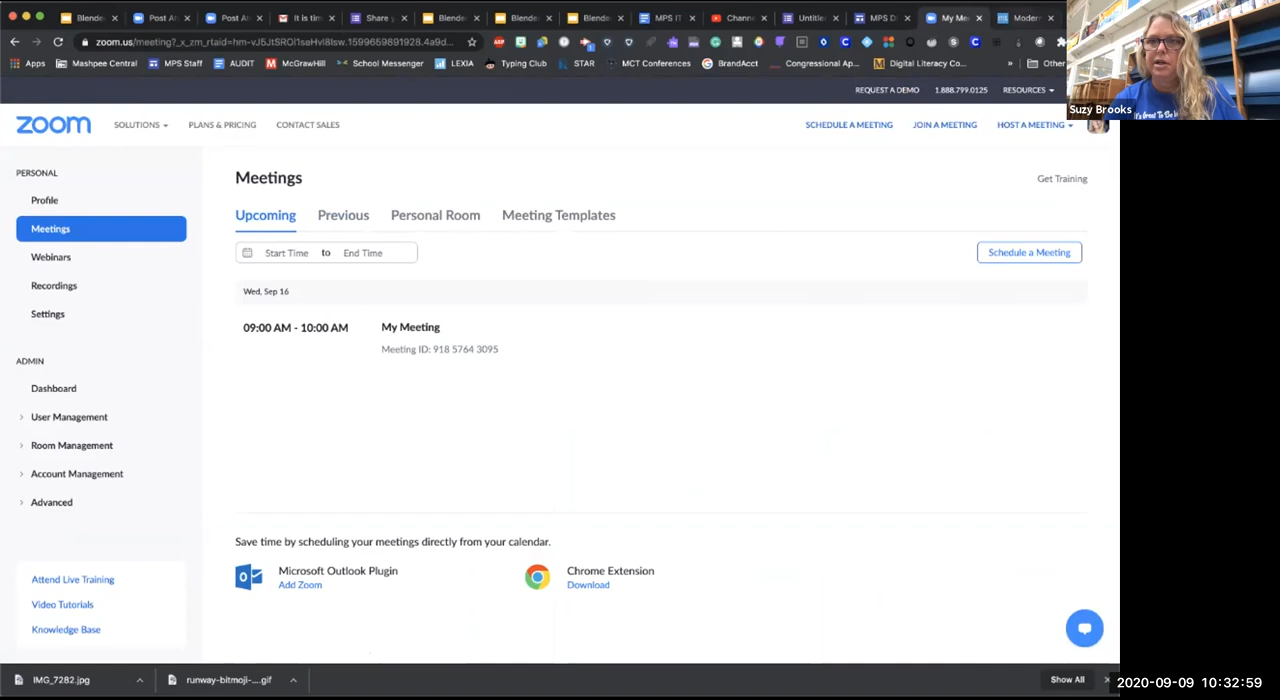 Blende
Post At
Post At
It is time
Share y
Blende
Blende
Blende
MPS IT
Chann
Untitle
MPS D
My Me
Modern
zoom.us/meeting?_x_zm_rtaid=hm-vJ5JtSROl1seHvl8Isw.1599659891928.4a9d...
Apps
Mashpee Central
MPS Staff
AUDIT
McGrawHill
School Messenger
LEXIA
Typing Club
STAR
MCT Conferences
BrandAcct
Congressional Ap...
Digital Literacy Co...
»
Other
Suzy Brooks
REQUEST A DEMO
1.888.799.0125
RESOURCES
zoom
SOLUTIONS
PLANS & PRICING
CONTACT SALES
SCHEDULE A MEETING
JOIN A MEETING
HOST A MEETING
PERSONAL
Profile
Meetings
Webinars
Recordings
Settings
ADMIN
Dashboard
User Management
Room Management
Account Management
Advanced
Attend Live Training
Video Tutorials
Knowledge Base
Meetings
Get Training
Upcoming
Previous
Personal Room
Meeting Templates
Start Time to End Time
Schedule a Meeting
Wed, Sep 16
09:00 AM - 10:00 AM
My Meeting
Meeting ID: 918 5764 3095
Save time by scheduling your meetings directly from your calendar.
Microsoft Outlook Plugin
Add Zoom
Chrome Extension
Download
IMG_7282.jpg
runway-bitmoji-....gif
Show All
2020-09-09 10:32:59